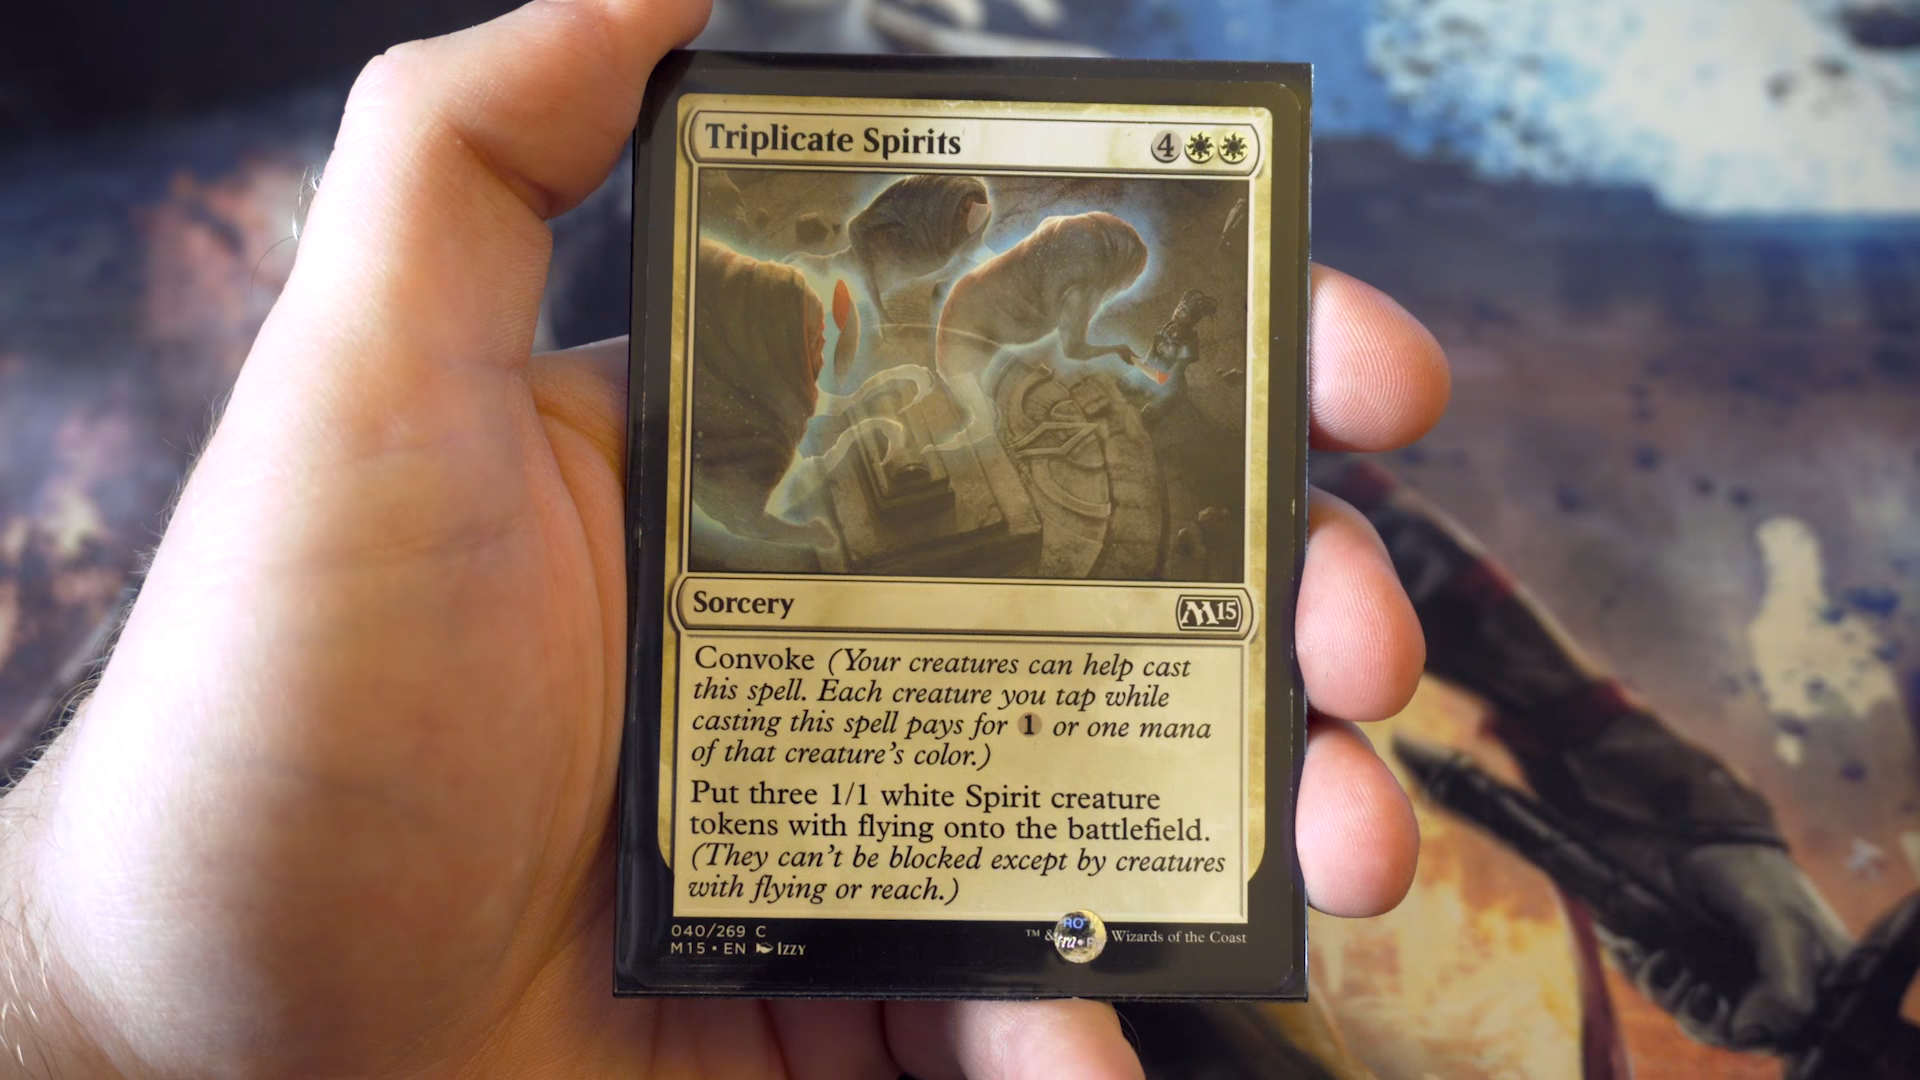 Triplicate Spirits 4
Sorcery M15
Convoke (Your creatures can help cast
this spell. Each creature you tap while
casting this spell pays for 1 or one mana
of that creature's color.)
Put three 1/1 white Spirit creature
tokens with flying onto the battlefield.
(They can't be blocked except by creatures
with flying or reach.)
040/269 C
M15 • EN Izzy
™ & Wizards of the Coast